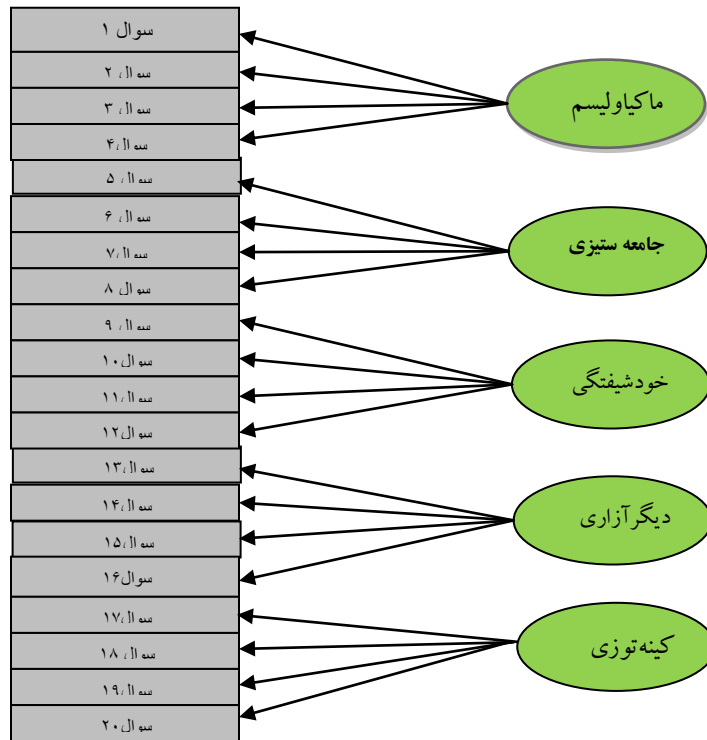 سوال ۱
سوال ۲
سوال ۳
سوال ۴
سوال ۵
سوال ۶
سوال ۷
سوال ۸
سوال ۹
سوال ۱۰
سوال ۱۱
سوال ۱۲
سوال ۱۳
سوال ۱۴
سوال ۱۵
سوال ۱۶
سوال ۱۷
سوال ۱۸
سوال ۱۹
سوال ۲۰
ماکیاولیسم
جامعه ستیزی
خودشیفتگی
دیگرآزاری
کینه‌توزی